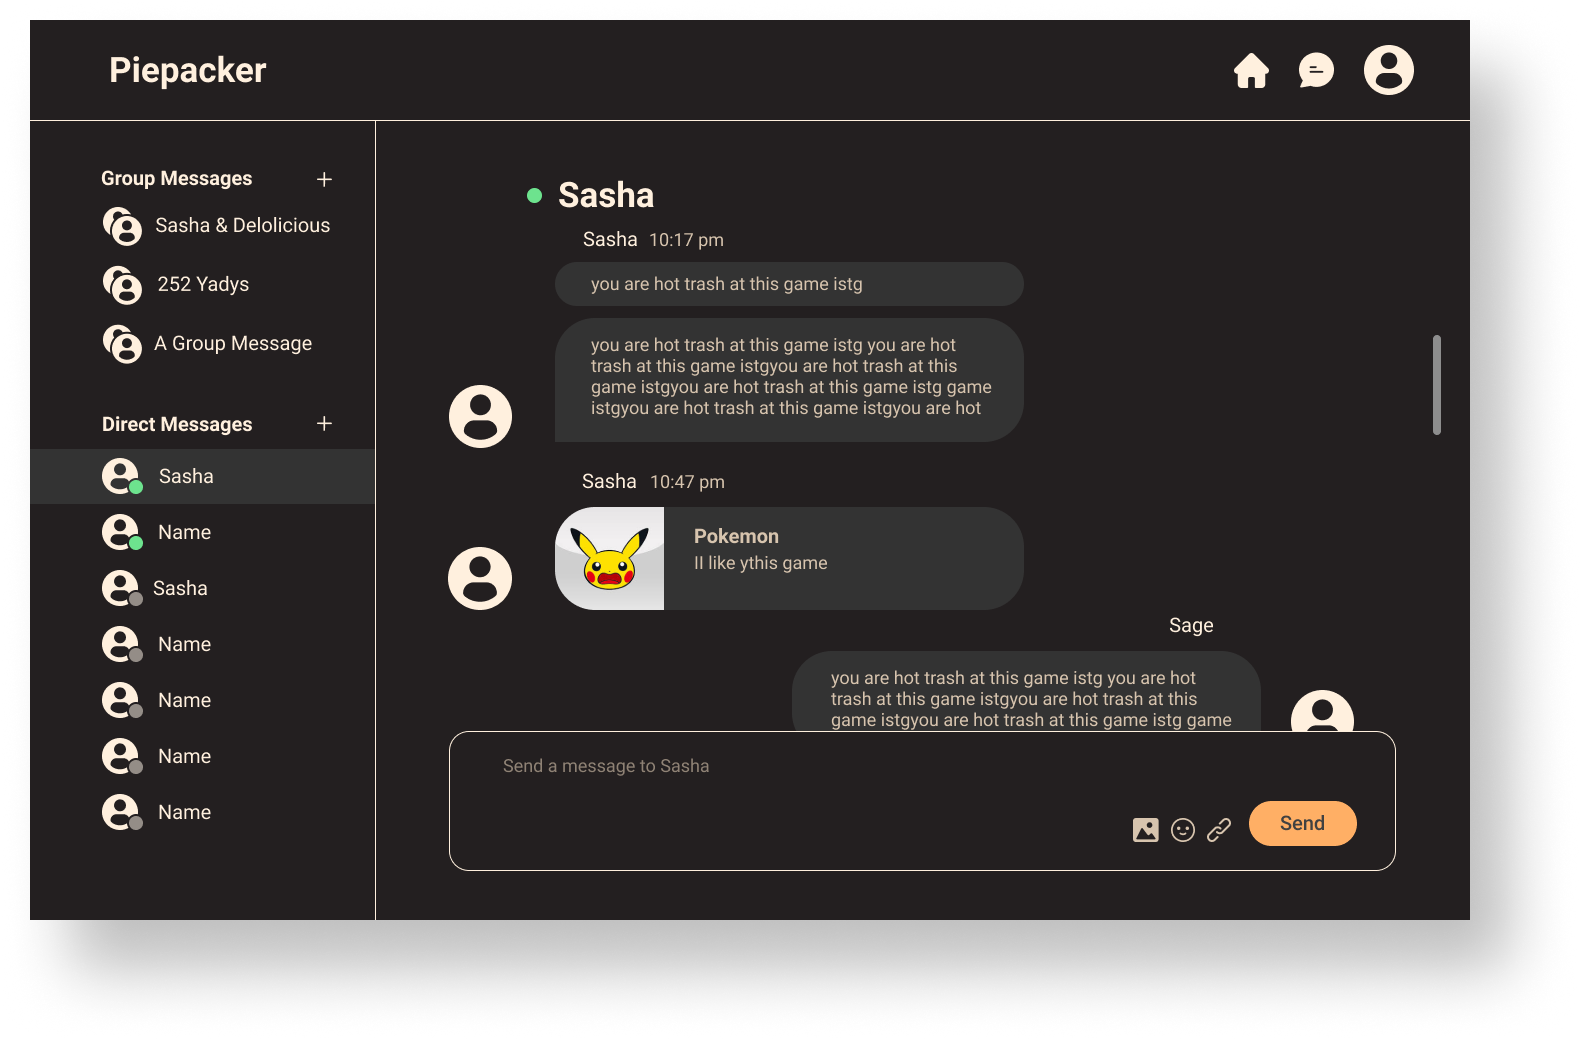 Piepacker
Group Messages
Sasha & Delolicious
252 Yadys
A Group Message
Direct Messages
Sasha
Name
Sasha
Name
Name
Name
Name
Sasha
Sasha 10:17 pm
you are hot trash at this game istg
you are hot trash at this game istg you are hot
trash at this game istgyou are hot trash at this
game istgyou are hot trash at this game istg game
istgyou are hot trash at this game istgyou are hot
Sasha 10:47 pm
Pokemon
II like ythis game
Sage
you are hot trash at this game istg you are hot
trash at this game istgyou are hot trash at this
game istgyou are hot trash at this game istg game
Send a message to Sasha
Send